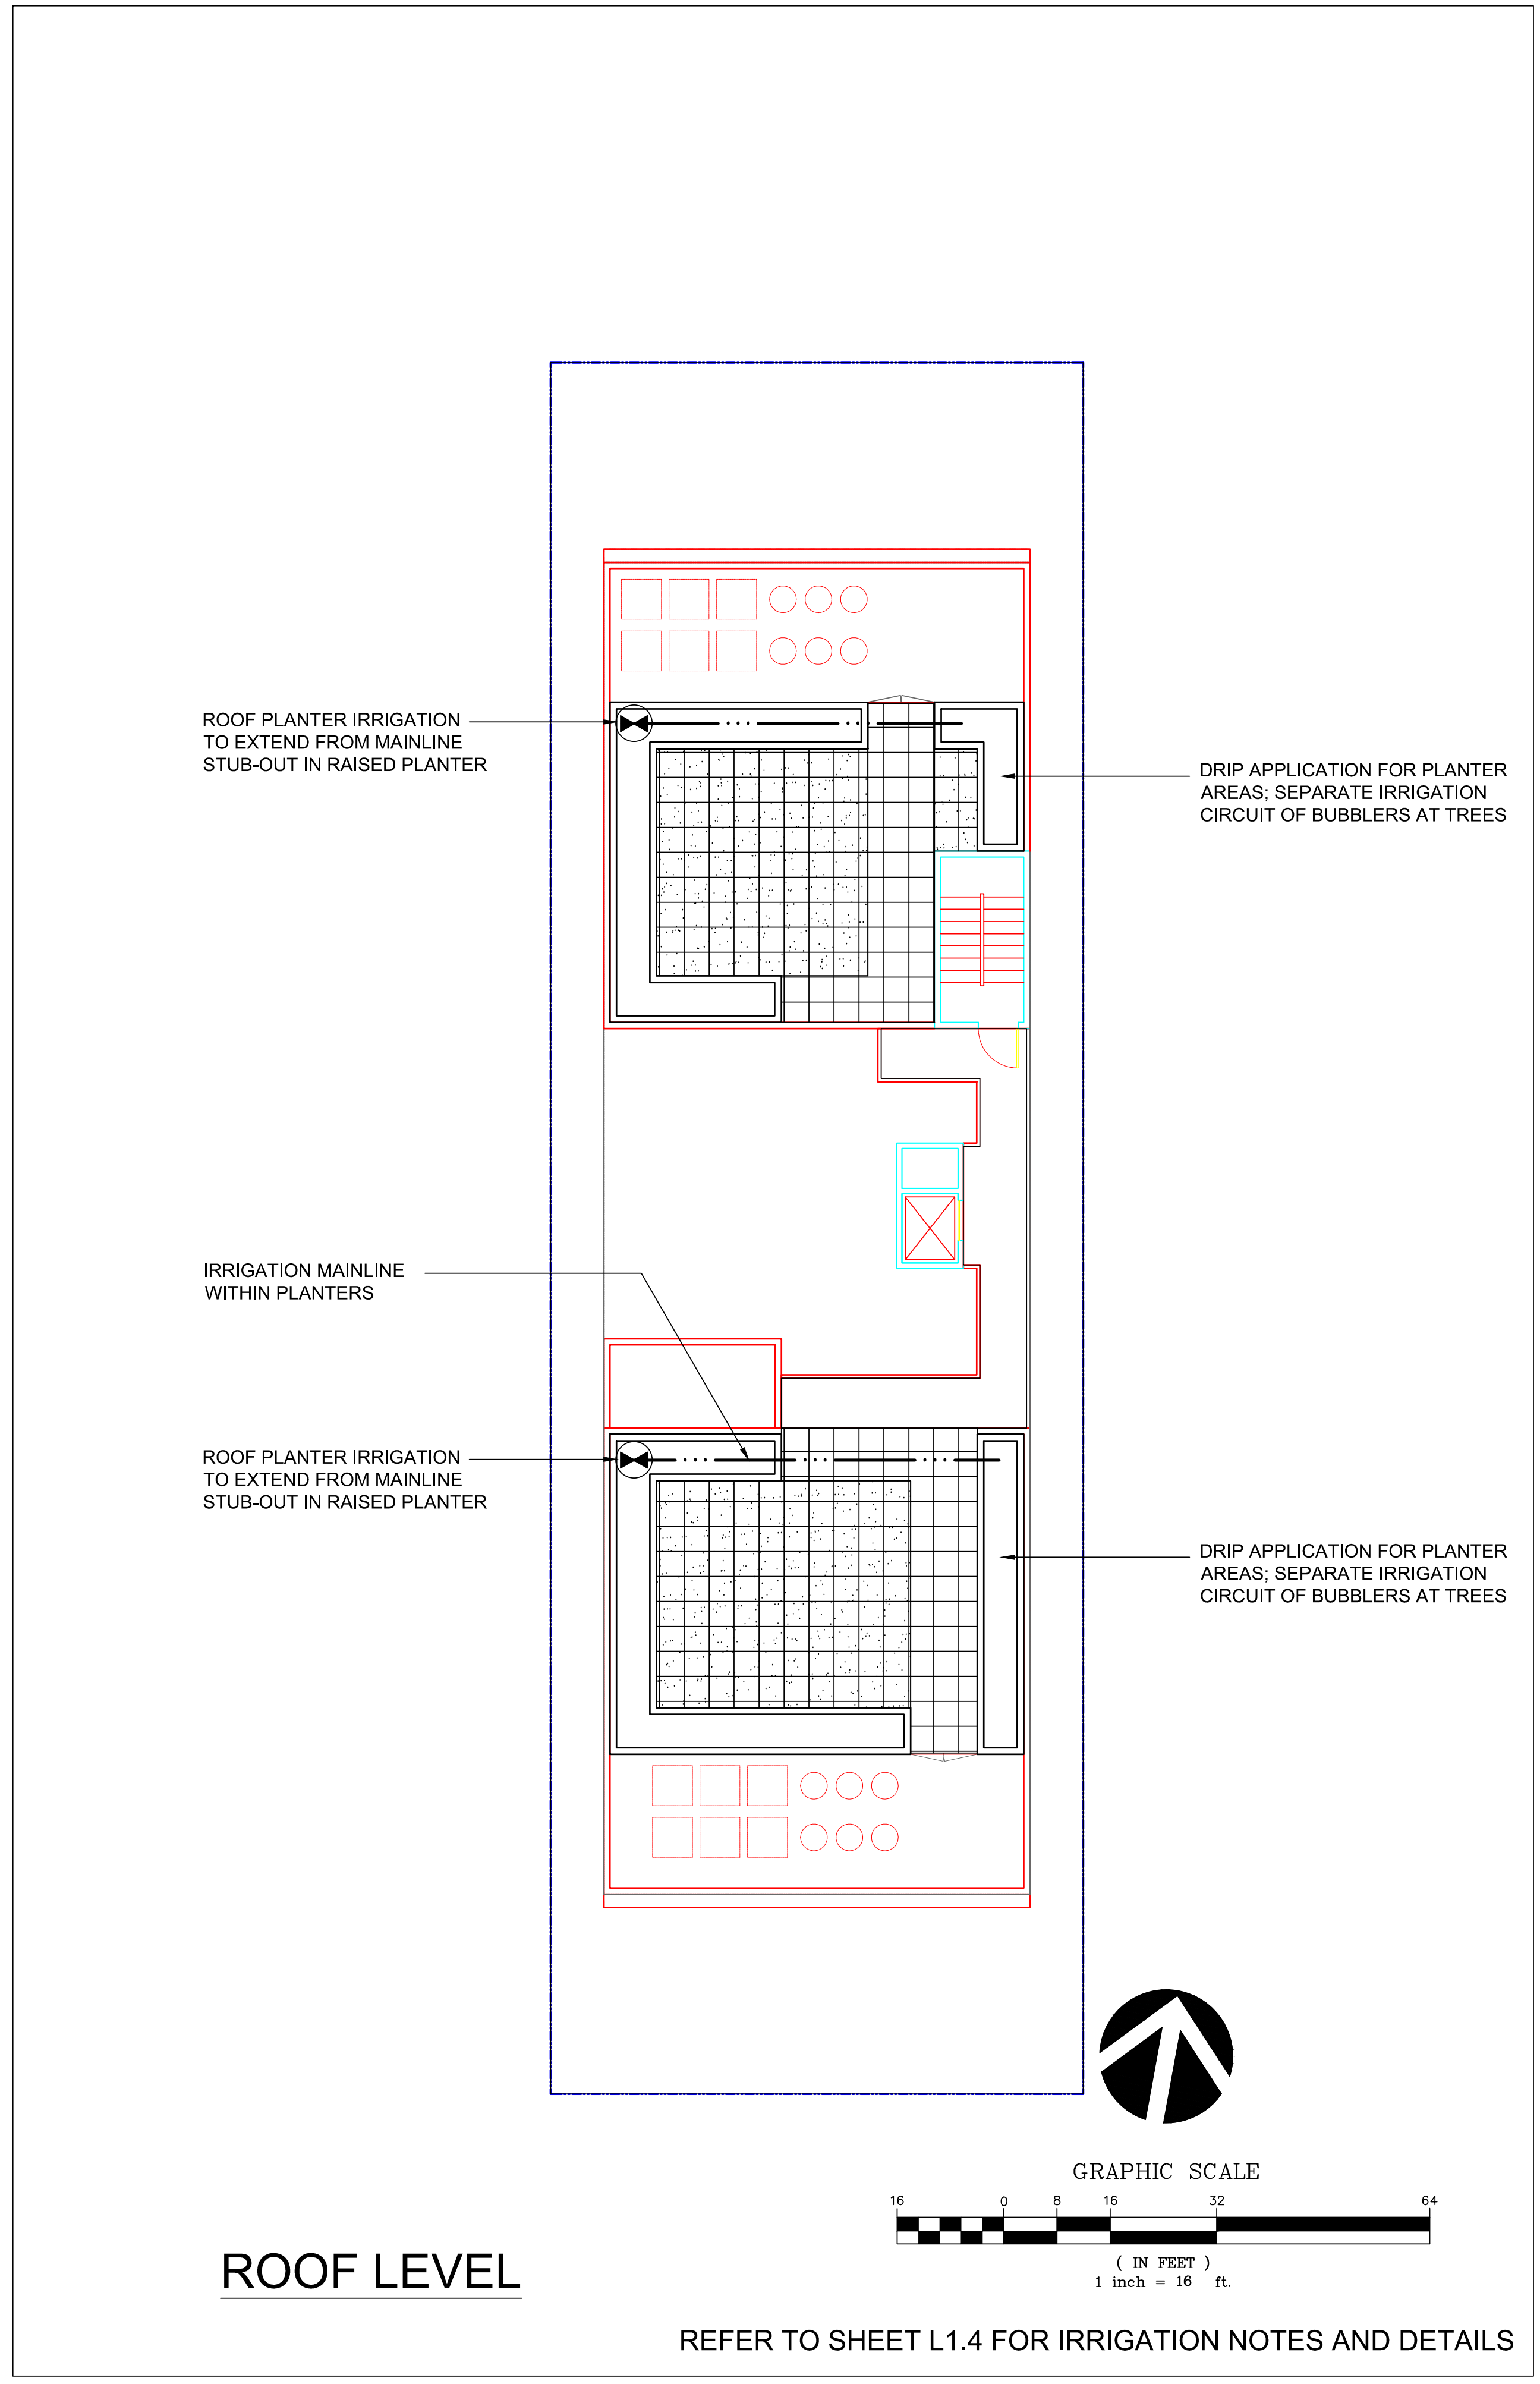 ROOF PLANTER IRRIGATION
TO EXTEND FROM MAINLINE
STUB-OUT IN RAISED PLANTER
DRIP APPLICATION FOR PLANTER
AREAS; SEPARATE IRRIGATION
CIRCUIT OF BUBBLERS AT TREES
IRRIGATION MAINLINE
WITHIN PLANTERS
ROOF PLANTER IRRIGATION
TO EXTEND FROM MAINLINE
STUB-OUT IN RAISED PLANTER
DRIP APPLICATION FOR PLANTER
AREAS; SEPARATE IRRIGATION
CIRCUIT OF BUBBLERS AT TREES
GRAPHIC SCALE
16 0 8 16 32 64
( IN FEET )
1 inch = 16 ft.
ROOF LEVEL
REFER TO SHEET L1.4 FOR IRRIGATION NOTES AND DETAILS